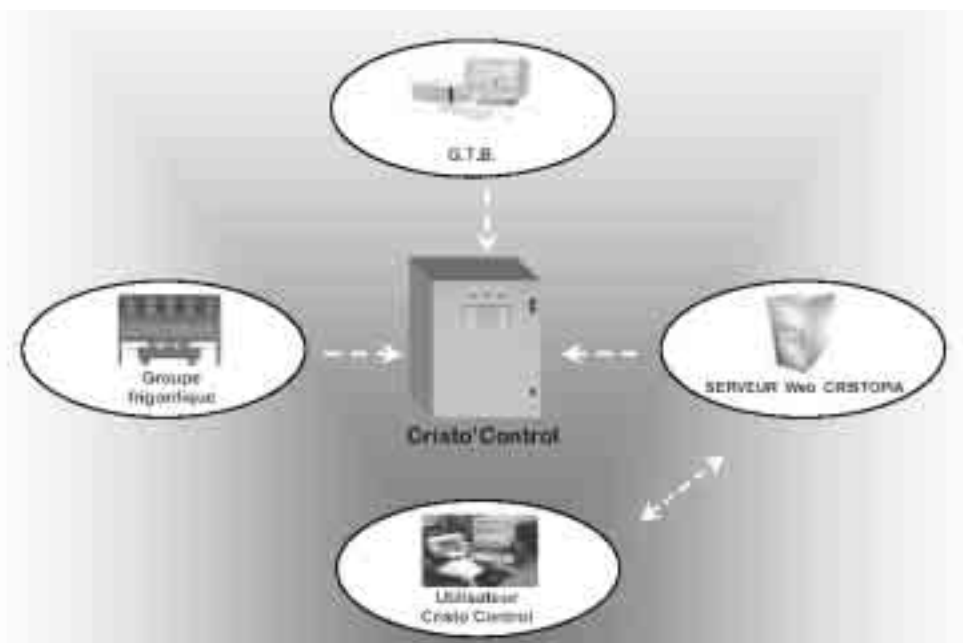 G.T.B.
Groupe
frigorifique
SERVEUR Web CRISTOPIA
Cristo'Control
Utilisateur
Cristo Control